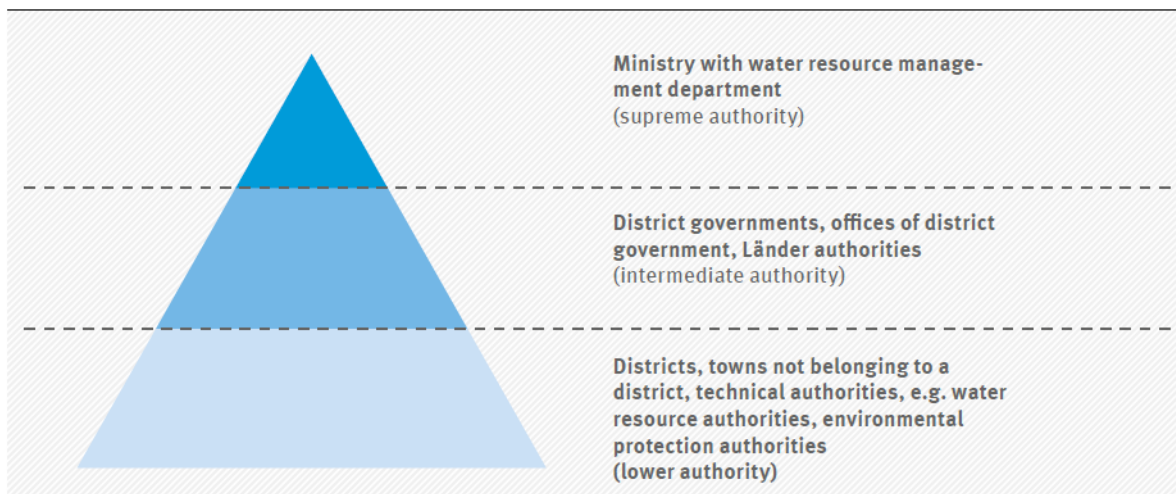 Ministry with water resource manage-
ment department
(supreme authority)
District governments, offices of district
government, Länder authorities
(intermediate authority)
Districts, towns not belonging to a
district, technical authorities, e.g. water
resource authorities, environmental
protection authorities
(lower authority)